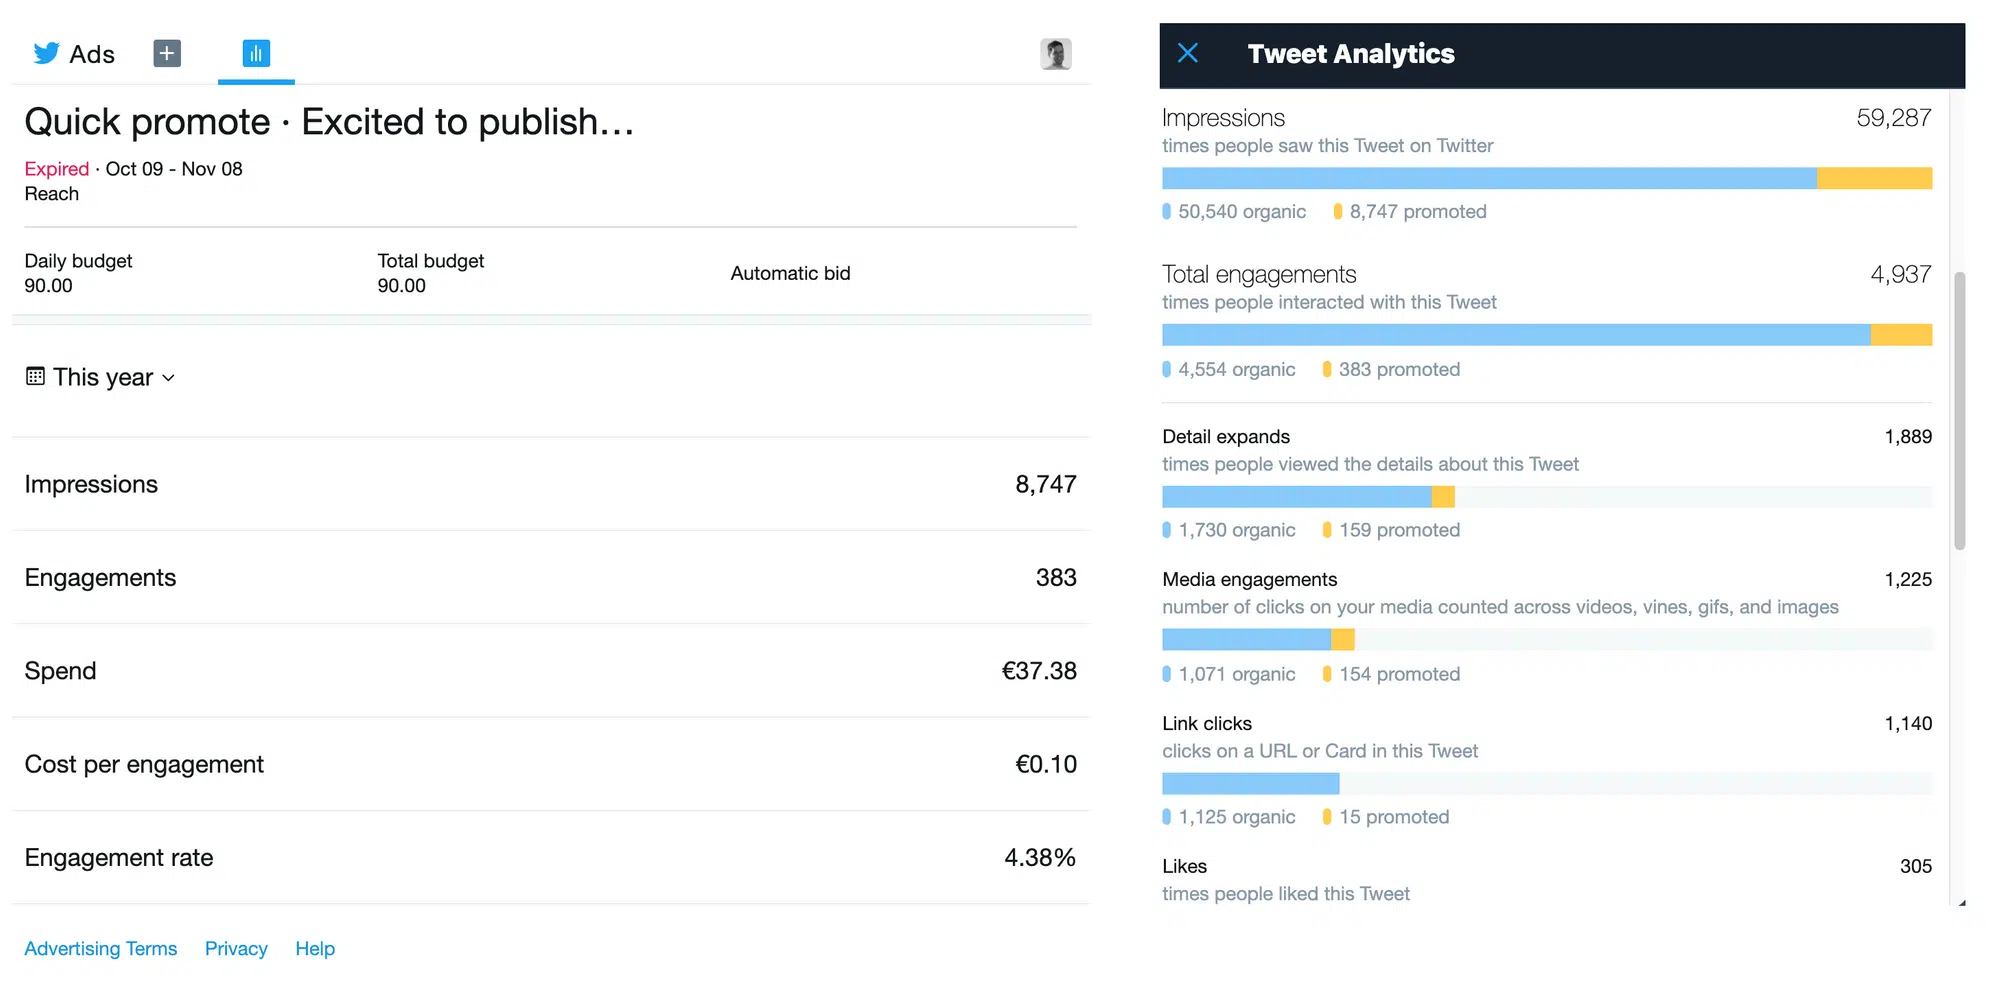 Ads
Quick promote · Excited to publish…
Expired · Oct 09 - Nov 08
Reach
Daily budget
90.00
Total budget
90.00
Automatic bid
This year
Impressions 8,747
Engagements 383
Spend €37.38
Cost per engagement €0.10
Engagement rate 4.38%
Advertising Terms Privacy Help
Tweet Analytics
Impressions 59,287
times people saw this Tweet on Twitter
50,540 organic 8,747 promoted
Total engagements 4,937
times people interacted with this Tweet
4,554 organic 383 promoted
Detail expands 1,889
times people viewed the details about this Tweet
1,730 organic 159 promoted
Media engagements 1,225
number of clicks on your media counted across videos, vines, gifs, and images
1,071 organic 154 promoted
Link clicks 1,140
clicks on a URL or Card in this Tweet
1,125 organic 15 promoted
Likes 305
times people liked this Tweet